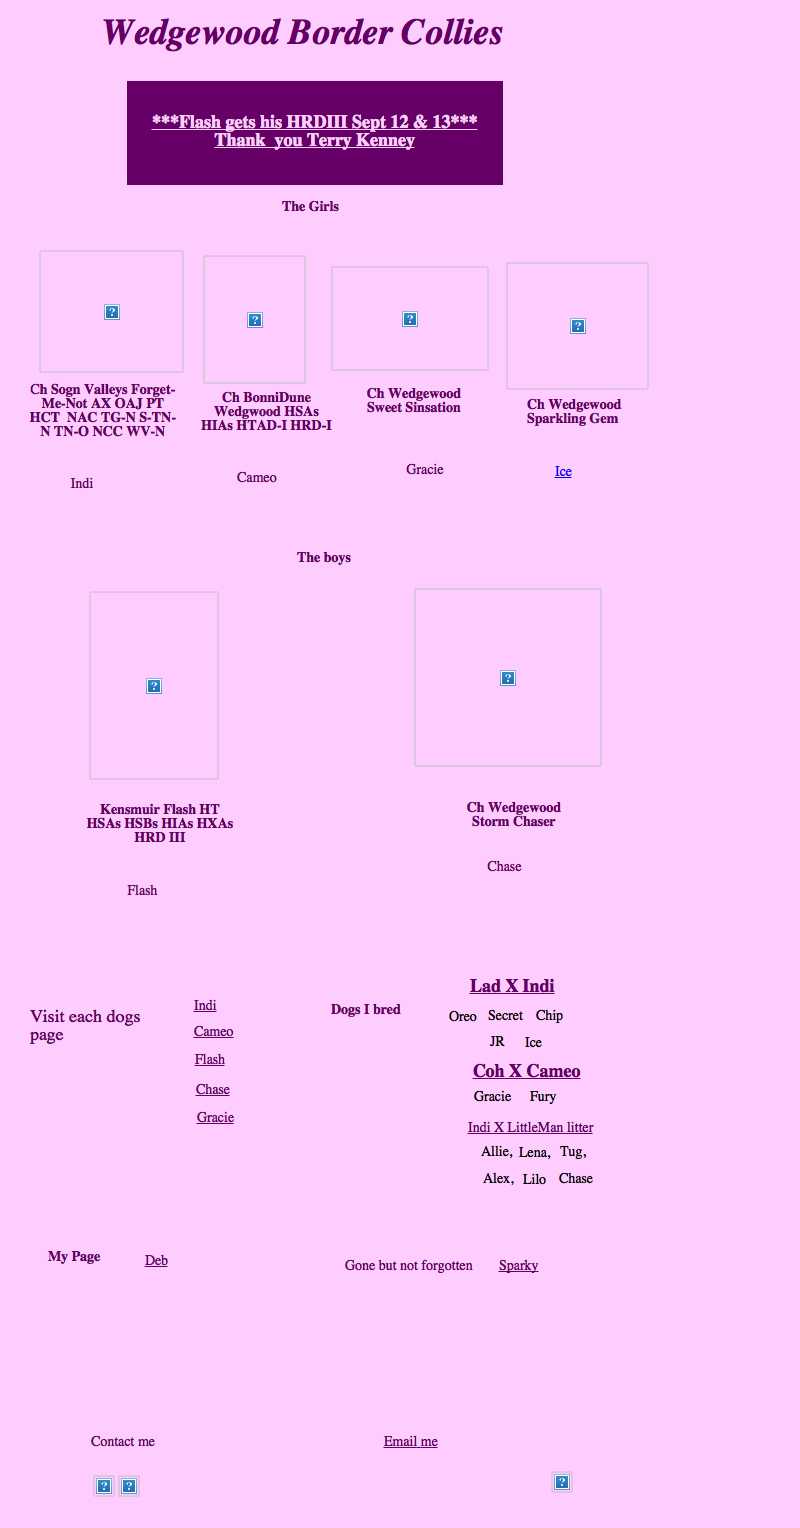 Wedgewood Border Collies
***Flash gets his HRDIII Sept 12 & 13***
Thank  you Terry Kenney
The Girls
Ch Sogn Valleys Forget-
Me-Not AX OAJ PT
HCT  NAC TG-N S-TN-
N TN-O NCC WV-N
Indi
Ch BonniDune
Wedgwood HSAs
HIAs HTAD-I HRD-I
Cameo
Ch Wedgewood
Sweet Sinsation
Gracie
Ch Wedgewood
Sparkling Gem
Ice
The boys
Kensmuir Flash HT
HSAs HSBs HIAs HXAs
HRD III
Flash
Ch Wedgewood
Storm Chaser
Chase
Visit each dogs
page
Indi
Cameo
Flash
Chase
Gracie
Dogs I bred
Lad X Indi
Oreo Secret Chip
JR Ice
Coh X Cameo
Gracie Fury
Indi X LittleMan litter
Allie, Lena, Tug,
Alex, Lilo Chase
My Page
Deb
Gone but not forgotten
Sparky
Contact me
Email me